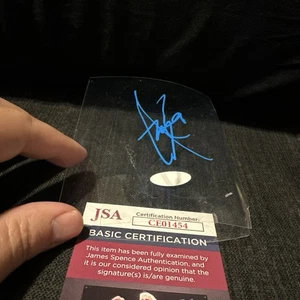 JSA
Certification Number:
CE01454
BASIC CERTIFICATION
This item has been fully examined by
James Spence Authentication, and
it is our considered opinion that the
signature(s) is/are genuine.